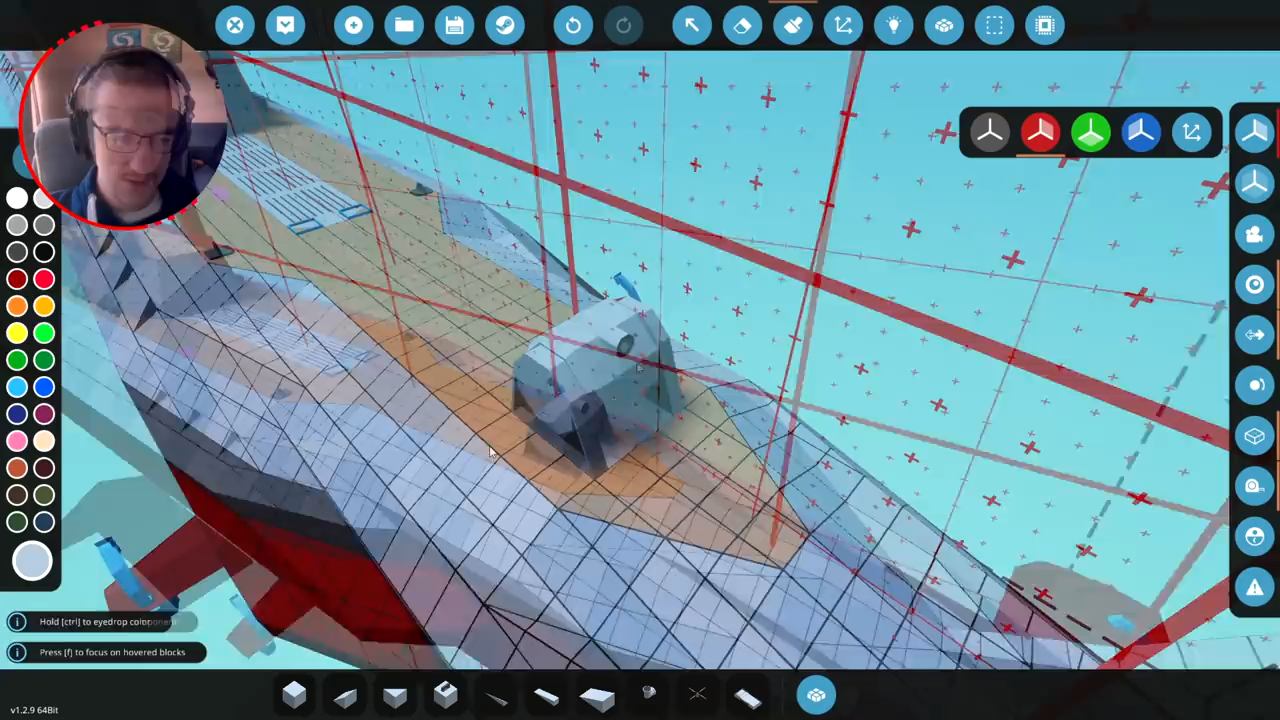 Hold [ctrl] to eyedrop component
Press [f] to focus on hovered blocks
v1.2.9 64Bit